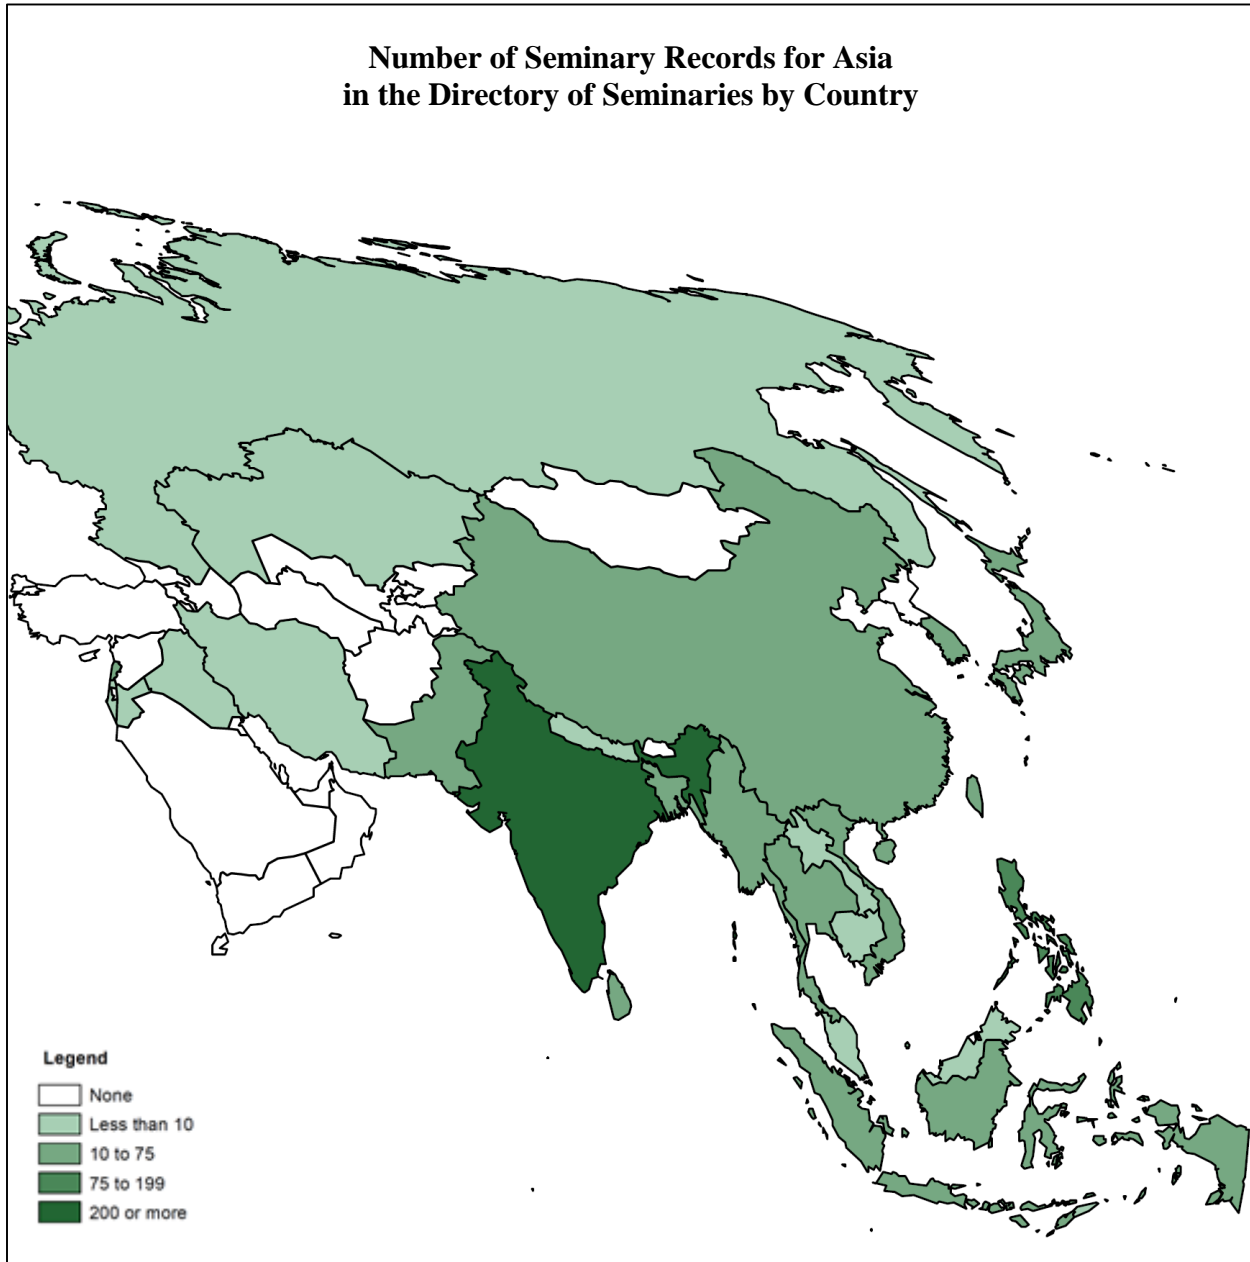 Number of Seminary Records for Asia
in the Directory of Seminaries by Country
Legend
None
Less than 10
10 to 75
75 to 199
200 or more